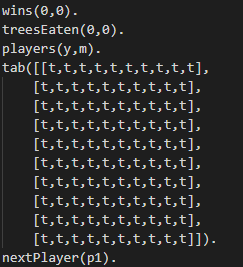 wins(0,0).
treesEaten(0,0).
players(y,m).
tab([[t,t,t,t,t,t,t,t,t,t],
[t,t,t,t,t,t,t,t,t,t],
[t,t,t,t,t,t,t,t,t,t],
[t,t,t,t,t,t,t,t,t,t],
[t,t,t,t,t,t,t,t,t,t],
[t,t,t,t,t,t,t,t,t,t],
[t,t,t,t,t,t,t,t,t,t],
[t,t,t,t,t,t,t,t,t,t],
[t,t,t,t,t,t,t,t,t,t],
[t,t,t,t,t,t,t,t,t,t]]).
nextPlayer(p1).